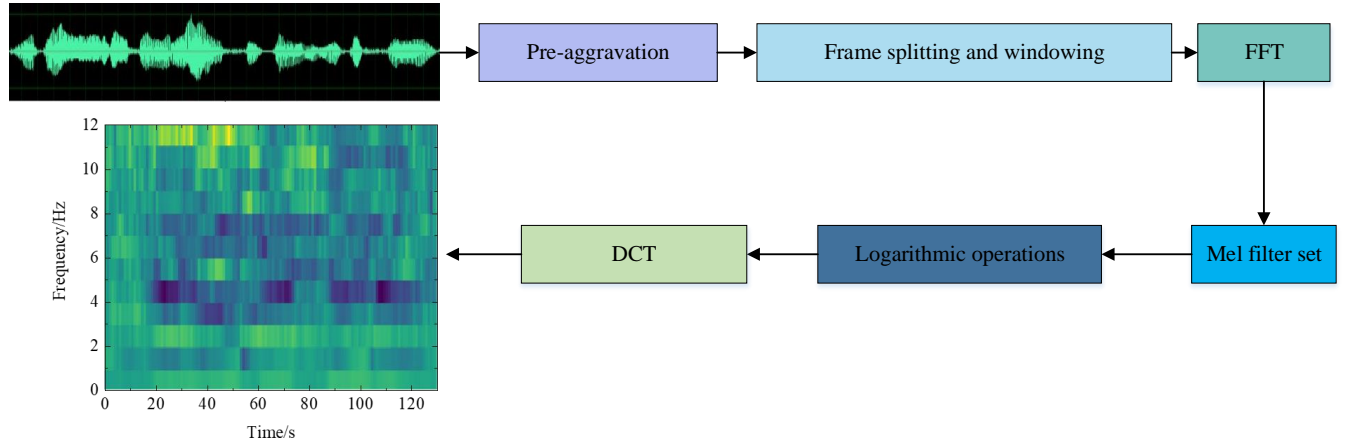 Pre-aggravation
Frame splitting and windowing
FFT
Mel filter set
Logarithmic operations
DCT
12
10
8
6
4
2
0
Frequency/Hz
0 20 40 60 80 100 120
Time/s